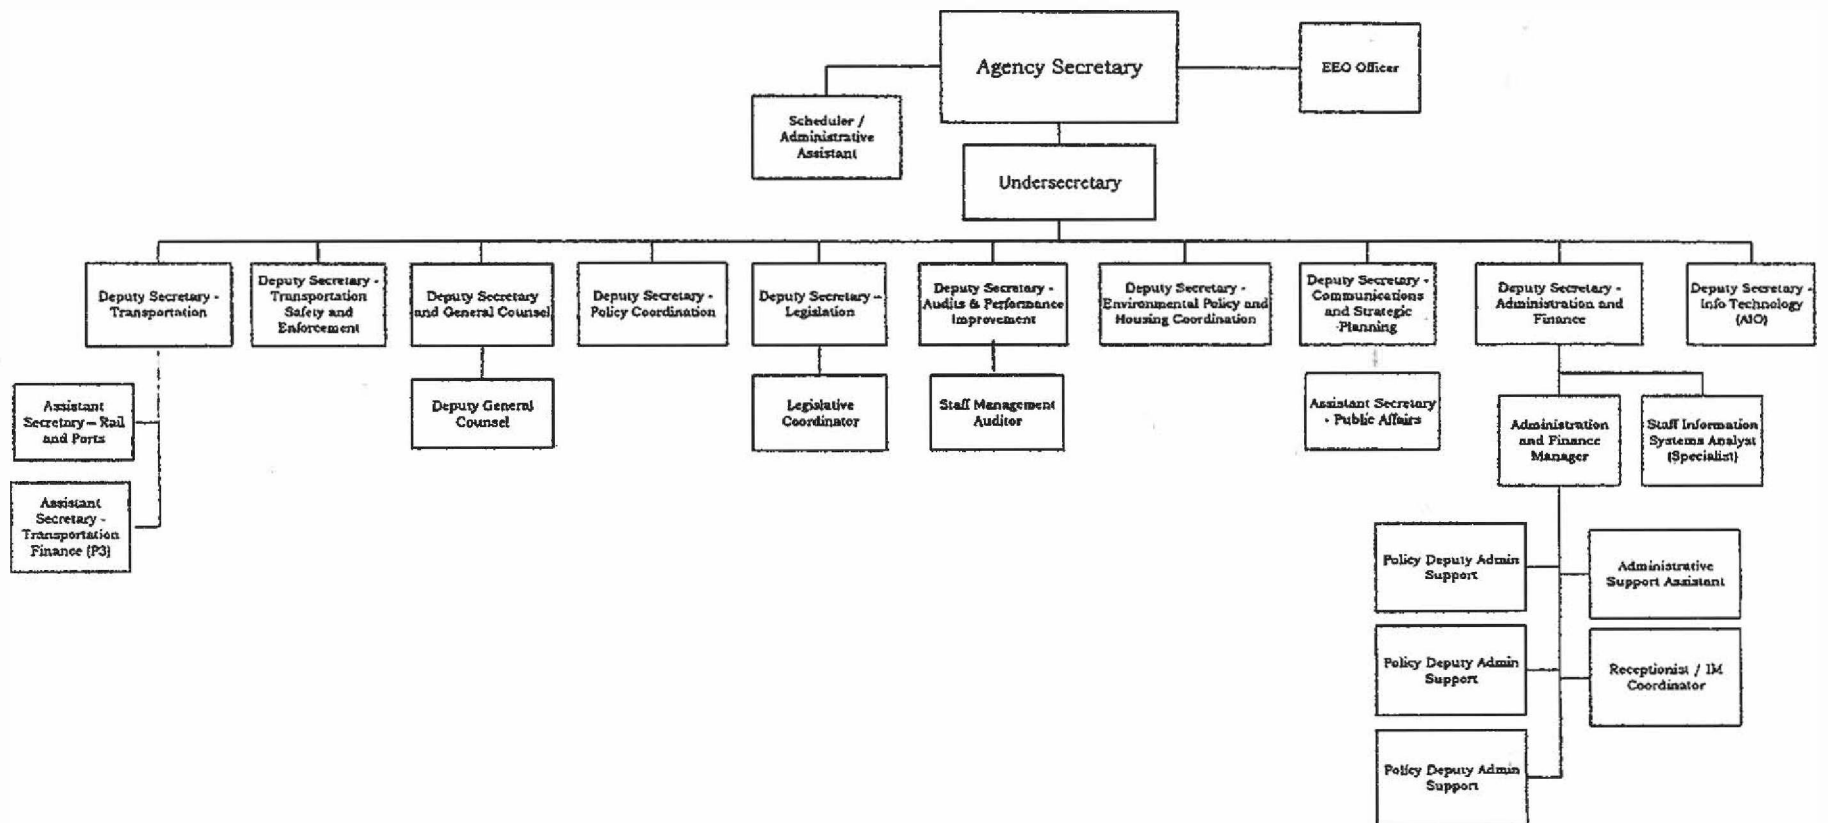 Agency Secretary
EEO Officer
Scheduler /
Administrative
Assistant
Undersecretary
Deputy Secretary -
Transportation
Deputy Secretary -
Transportation
Safety and
Enforcement
Deputy Secretary
and General Counsel
Deputy Secretary -
Policy Coordination
Deputy Secretary –
Legislation
Deputy Secretary -
Audits & Performance
Improvement
Deputy Secretary -
Environmental Policy and
Housing Coordination
Deputy Secretary -
Communications
and Strategic
Planning
Deputy Secretary -
Administration and
Finance
Deputy Secretary -
Info Technology
(AIO)
Assistant
Secretary – Rail
and Ports
Deputy General
Counsel
Legislative
Coordinator
Staff Management
Auditor
Assistant Secretary
- Public Affairs
Administration
and Finance
Manager
Staff Information
Systems Analyst
(Specialist)
Assistant
Secretary -
Transportation
Finance (P3)
Policy Deputy Admin
Support
Administrative
Support Assistant
Policy Deputy Admin
Support
Receptionist / IM
Coordinator
Policy Deputy Admin
Support